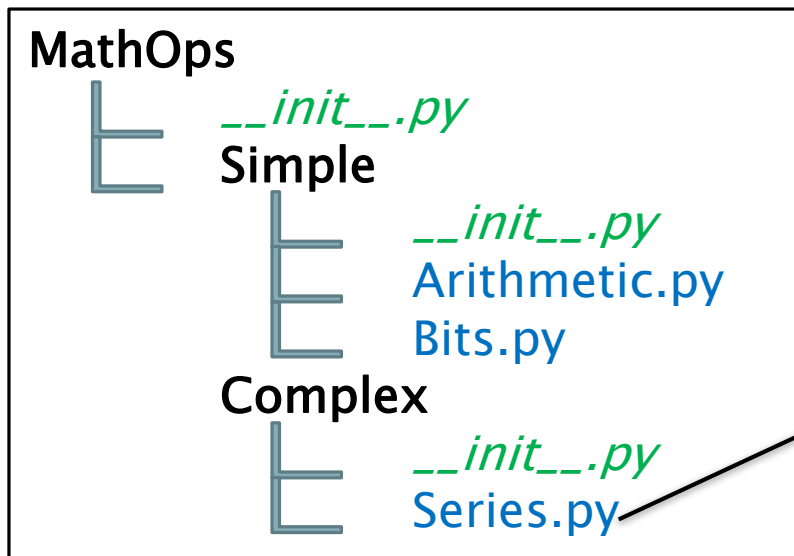 MathOps
__init__.py
Simple
__init__.py
Arithmetic.py
Bits.py
Complex
__init__.py
Series.py